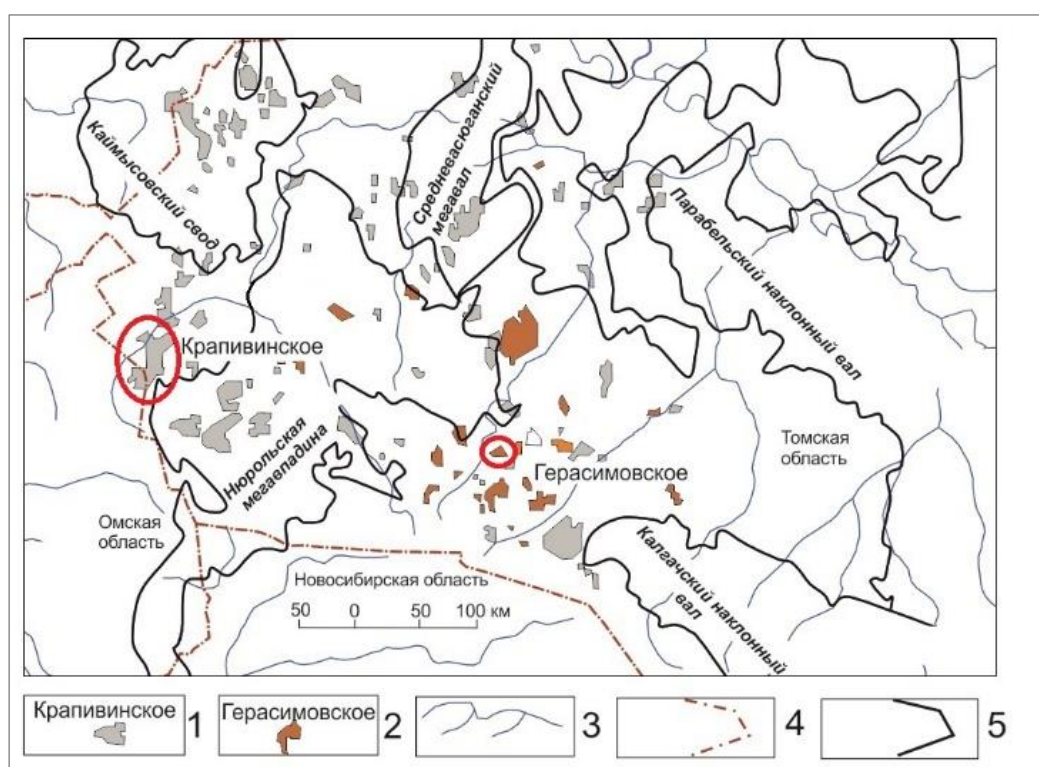 Каймысовский свод
Средневасюганский
мегавал
Парабельский наклонный вал
Крапивинское
Нюрольская
мегавпадина
Герасимовское
Томская
область
Омская
область
Новосибирская область
50 0 50 100 км
Калгачский наклонный
вал
Крапивинское 1
Герасимовское 2
3
4
5